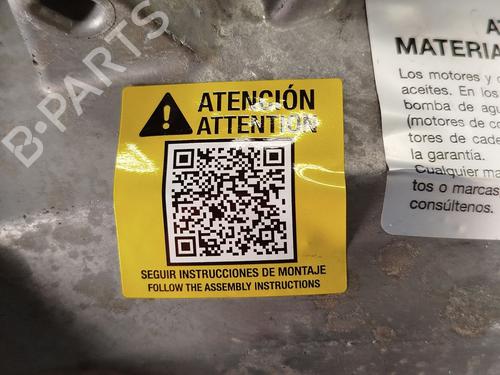 B-PARTS
ATENCIÓN
ATTENTION
SEGUIR INSTRUCCIONES DE MONTAJE
FOLLOW THE ASSEMBLY INSTRUCTIONS
MATERIA
Los motores y
aceites. En los
bomba de agu
(motores de co
tores de cade
la garantía.
Cualquier ma
tos o marcas
consúltenos.